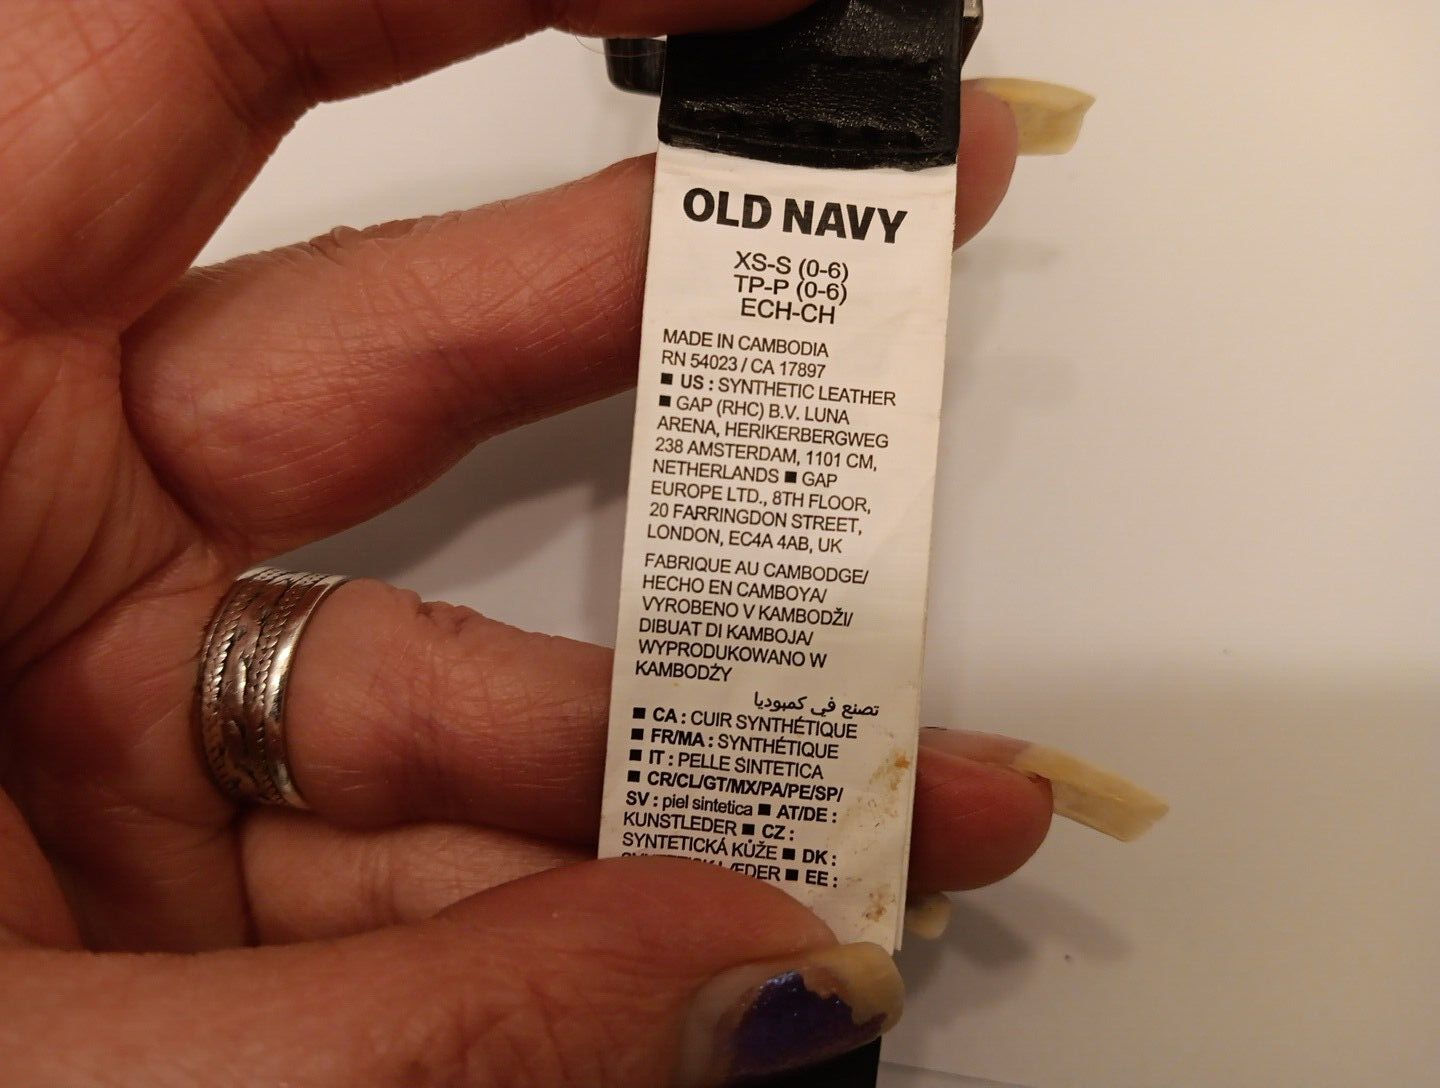 OLD NAVY
XS-S (0-6)
TP-P (0-6)
ECH-CH
MADE IN CAMBODIA
RN 54023 / CA 17897
■ US : SYNTHETIC LEATHER
■ GAP (RHC) B.V. LUNA
ARENA, HERIKERBERGWEG
238 AMSTERDAM, 1101 CM,
NETHERLANDS ■ GAP
EUROPE LTD., 8TH FLOOR,
20 FARRINGDON STREET,
LONDON, EC4A 4AB, UK
FABRIQUE AU CAMBODGE/
HECHO EN CAMBOYA/
VYROBENO V KAMBODŽI/
DIBUAT DI KAMBOJA/
WYPRODUKOWANO W
KAMBODŻY
تصنع في كمبوديا
■ CA : CUIR SYNTHÉTIQUE
■ FR/MA : SYNTHÉTIQUE
■ IT : PELLE SINTETICA
■ CR/CL/GT/MX/PA/PE/SP/
SV : piel sintetica ■ AT/DE :
KUNSTLEDER ■ CZ :
SYNTETICKÁ KŮŽE ■ DK :
■ EE :